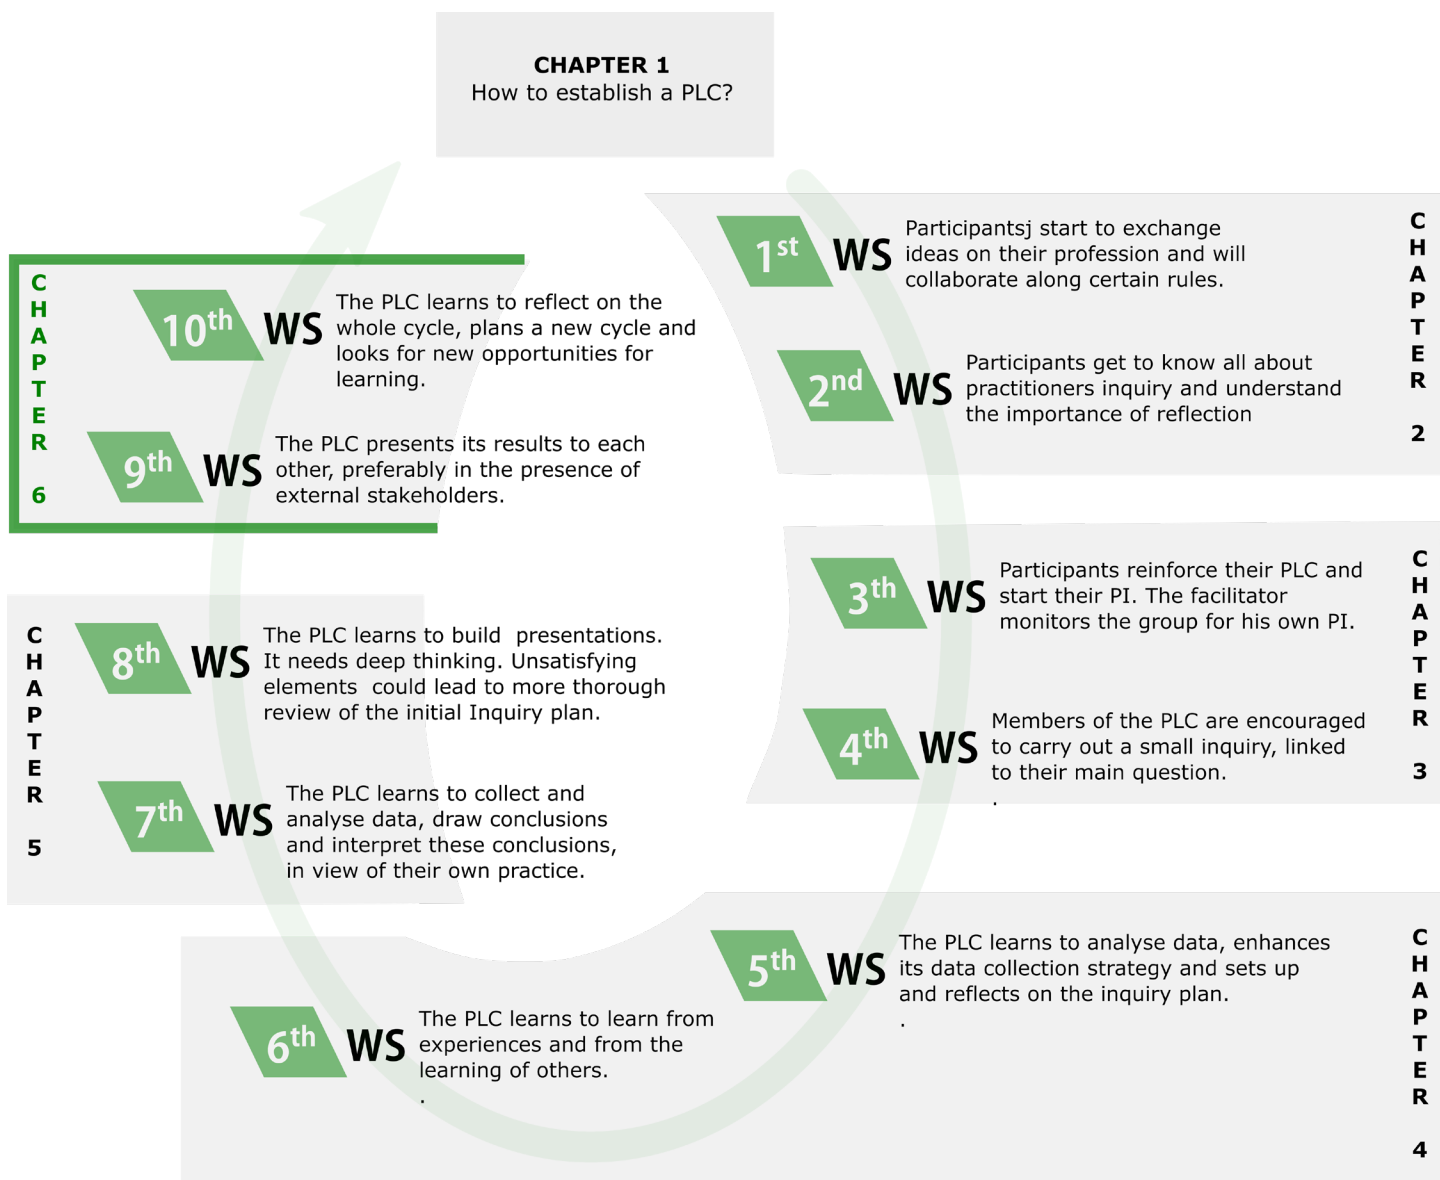 CHAPTER 1
How to establish a PLC?
1st WS
Participantsj start to exchange
ideas on their profession and will
collaborate along certain rules.
2nd WS
Participants get to know all about
practitioners inquiry and understand
the importance of reflection
CHAPTER 2
3th WS
Participants reinforce their PLC and
start their PI. The facilitator
monitors the group for his own PI.
4th WS
Members of the PLC are encouraged
to carry out a small inquiry, linked
to their main question.
.
CHAPTER 3
5th WS
The PLC learns to analyse data, enhances
its data collection strategy and sets up
and reflects on the inquiry plan.
.
6th WS
The PLC learns to learn from
experiences and from the
learning of others.
.
CHAPTER 4
CHAPTER 5
7th WS
The PLC learns to collect and
analyse data, draw conclusions
and interpret these conclusions,
in view of their own practice.
8th WS
The PLC learns to build  presentations.
It needs deep thinking. Unsatisfying
elements  could lead to more thorough
review of the initial Inquiry plan.
CHAPTER 6
9th WS
The PLC presents its results to each
other, preferably in the presence of
external stakeholders.
10th WS
The PLC learns to reflect on the
whole cycle, plans a new cycle and
looks for new opportunities for
learning.